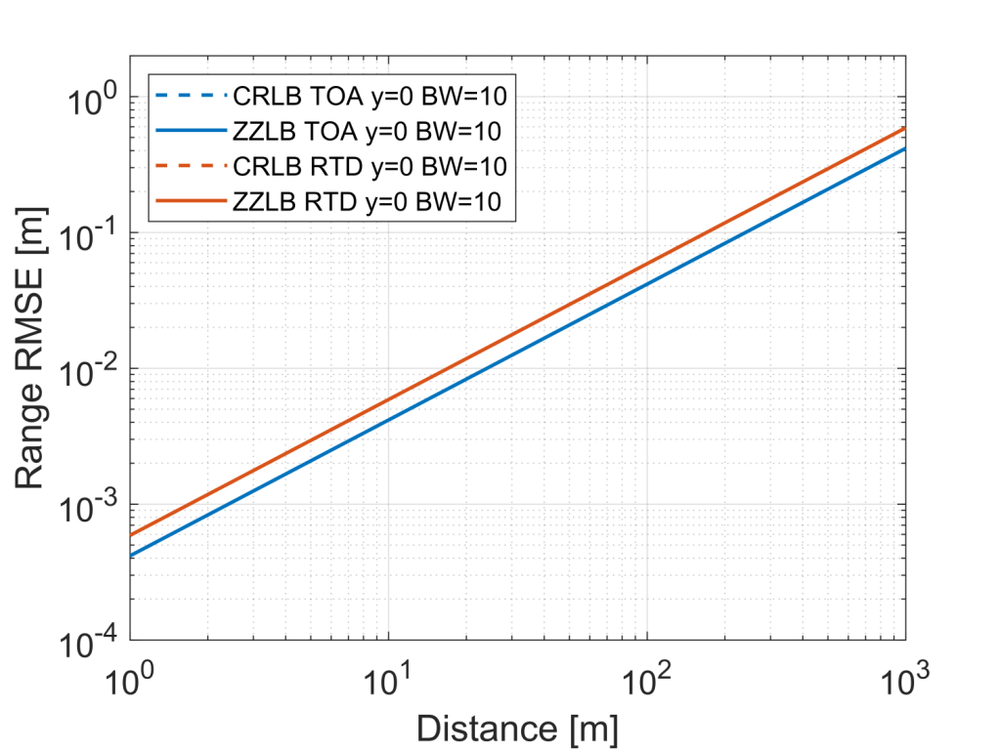 10^0
10^-1
10^-2
10^-3
10^-4
Range RMSE [m]
CRLB TOA y=0 BW=10
ZZLB TOA y=0 BW=10
CRLB RTD y=0 BW=10
ZZLB RTD y=0 BW=10
10^0 10^1 10^2 10^3
Distance [m]